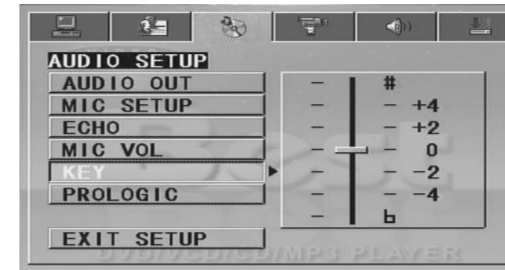 AUDIO SETUP
AUDIO OUT
MIC SETUP
ECHO
MIC VOL
KEY
PROLOGIC
EXIT SETUP
#
+4
+2
0
-2
-4
b
DVD/VCD/CD/MP3 PLAYER